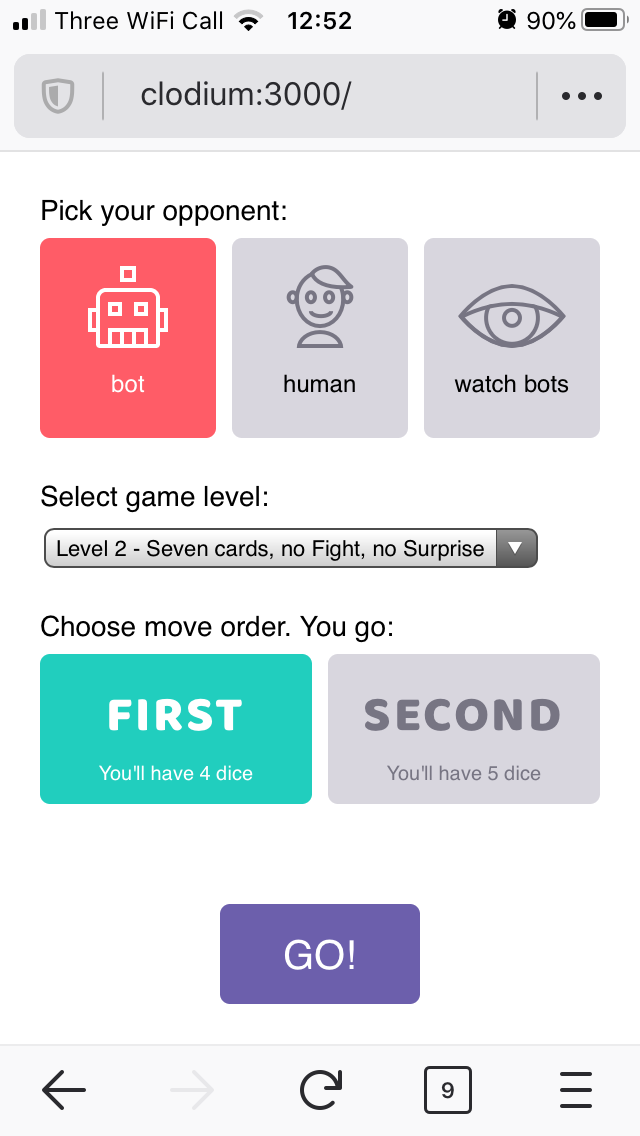 Three WiFi Call 12:52 90%
clodium:3000/
Pick your opponent:
bot human watch bots
Select game level:
Level 2 - Seven cards, no Fight, no Surprise
Choose move order. You go:
FIRST SECOND
You'll have 4 dice You'll have 5 dice
GO!
9